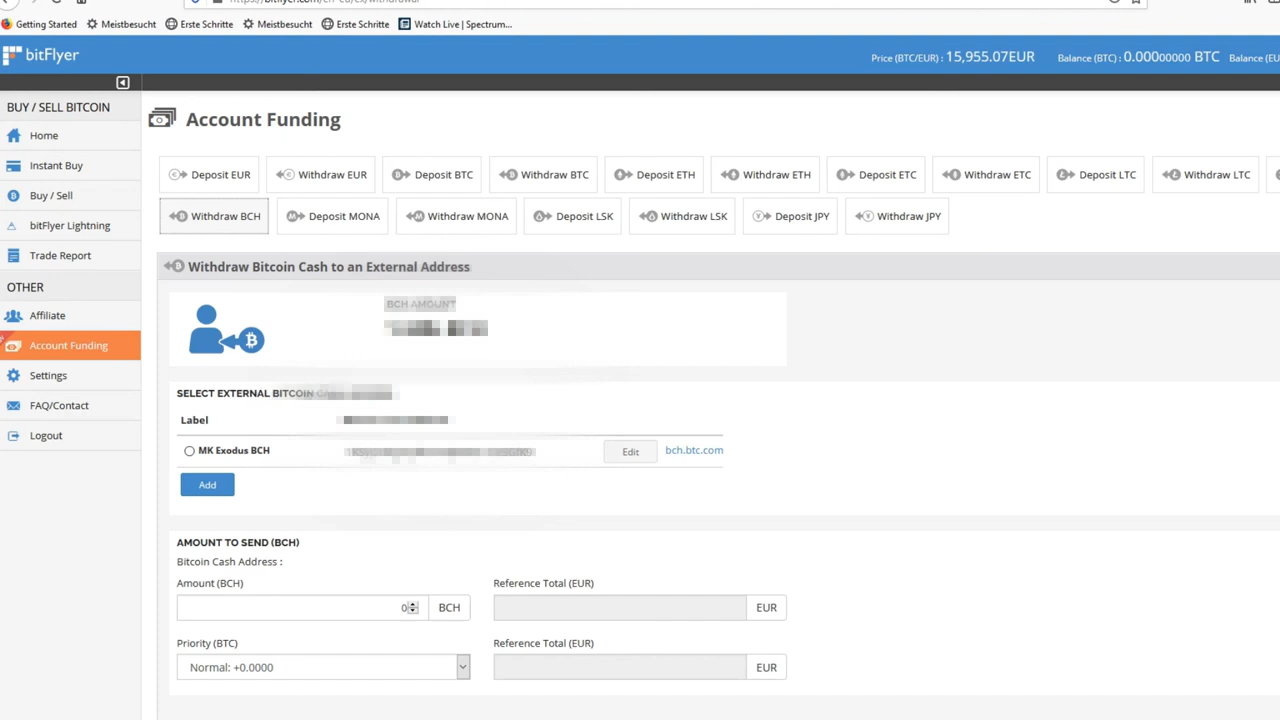 Getting Started Meistbesucht Erste Schritte Meistbesucht Erste Schritte Watch Live | Spectrum...
bitFlyer Price (BTC/EUR) : 15,955.07EUR Balance (BTC) : 0.00000000 BTC Balance (EU
BUY / SELL BITCOIN
Home
Instant Buy
Buy / Sell
bitFlyer Lightning
Trade Report
OTHER
Affiliate
Account Funding
Settings
FAQ/Contact
Logout
Account Funding
Deposit EUR Withdraw EUR Deposit BTC Withdraw BTC Deposit ETH Withdraw ETH Deposit ETC Withdraw ETC Deposit LTC Withdraw LTC
Withdraw BCH Deposit MONA Withdraw MONA Deposit LSK Withdraw LSK Deposit JPY Withdraw JPY
Withdraw Bitcoin Cash to an External Address
BCH AMOUNT
SELECT EXTERNAL BITCOIN
Label
MK Exodus BCH Edit bch.btc.com
Add
AMOUNT TO SEND (BCH)
Bitcoin Cash Address :
Amount (BCH) Reference Total (EUR)
0 BCH EUR
Priority (BTC) Reference Total (EUR)
Normal: +0.0000 EUR